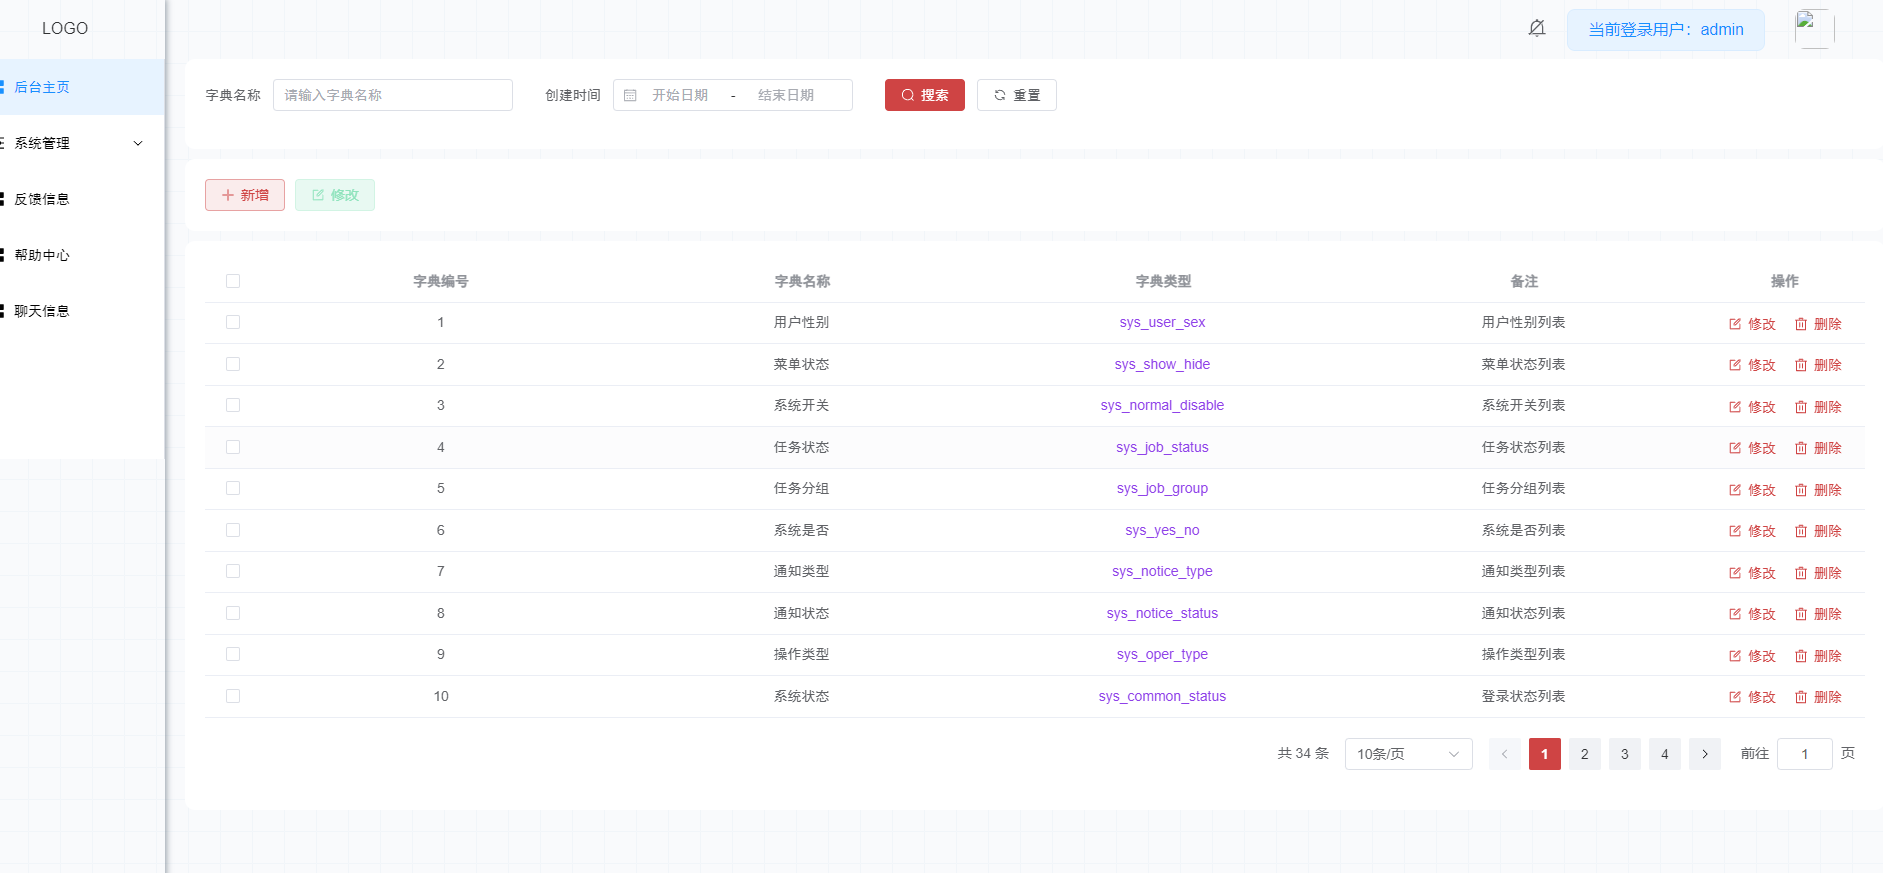 LOGO
当前登录用户：admin
后台主页
系统管理
反馈信息
帮助中心
聊天信息
字典名称 请输入字典名称 创建时间 开始日期 - 结束日期 搜索 重置
新增 修改
字典编号 字典名称 字典类型 备注 操作
1 用户性别 sys_user_sex 用户性别列表 修改 删除
2 菜单状态 sys_show_hide 菜单状态列表 修改 删除
3 系统开关 sys_normal_disable 系统开关列表 修改 删除
4 任务状态 sys_job_status 任务状态列表 修改 删除
5 任务分组 sys_job_group 任务分组列表 修改 删除
6 系统是否 sys_yes_no 系统是否列表 修改 删除
7 通知类型 sys_notice_type 通知类型列表 修改 删除
8 通知状态 sys_notice_status 通知状态列表 修改 删除
9 操作类型 sys_oper_type 操作类型列表 修改 删除
10 系统状态 sys_common_status 登录状态列表 修改 删除
共 34 条 10条/页 1 2 3 4 前往 1 页